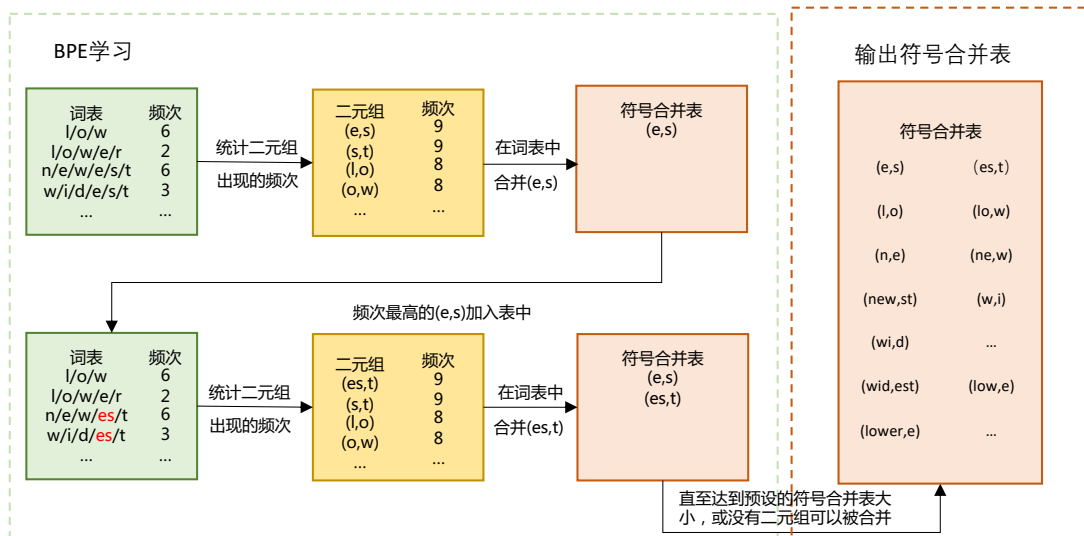 BPE学习
词表 频次
l/o/w 6
l/o/w/e/r 2
n/e/w/e/s/t 6
w/i/d/e/s/t 3
... ...
统计二元组
出现的频次
二元组 频次
(e,s) 9
(s,t) 9
(l,o) 8
(o,w) 8
... ...
在词表中
合并(e,s)
符号合并表
(e,s)
频次最高的(e,s)加入表中
词表 频次
l/o/w 6
l/o/w/e/r 2
n/e/w/es/t 6
w/i/d/es/t 3
... ...
统计二元组
出现的频次
二元组 频次
(es,t) 9
(s,t) 9
(l,o) 8
(o,w) 8
... ...
在词表中
合并(es,t)
符号合并表
(e,s)
(es,t)
直至达到预设的符号合并表大
小，或没有二元组可以被合并
输出符号合并表
符号合并表
(e,s) (es,t)
(l,o) (lo,w)
(n,e) (ne,w)
(new,st) (w,i)
(wi,d) ...
(wid,est) (low,e)
(lower,e) ...